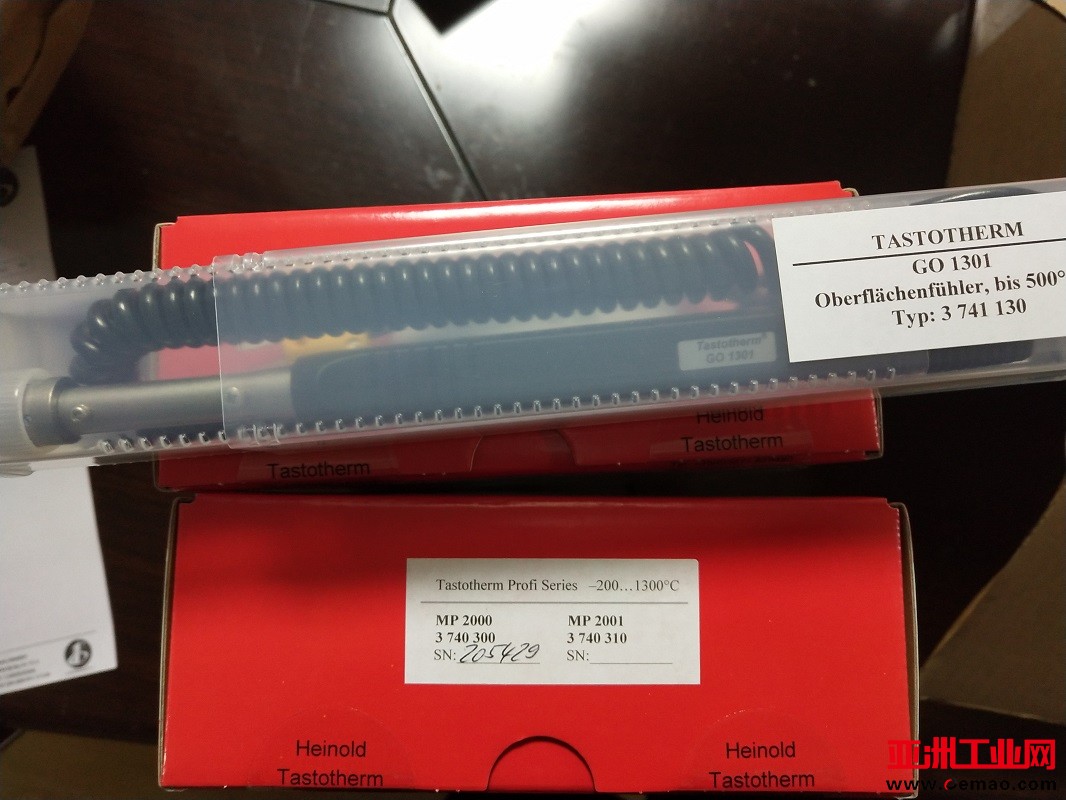 TASTOTHERM
GO 1301
Oberflächenfühler, bis 500°
Typ: 3 741 130
Tastotherm®
GO 1301
Heinold
Tastotherm
Tastotherm
Tastotherm Profi Series –200…1300°C
MP 2000 MP 2001
3 740 300 3 740 310
SN: 205429 SN:
Heinold Heinold
Tastotherm Tastotherm
亚洲工业网
www.oemao.com